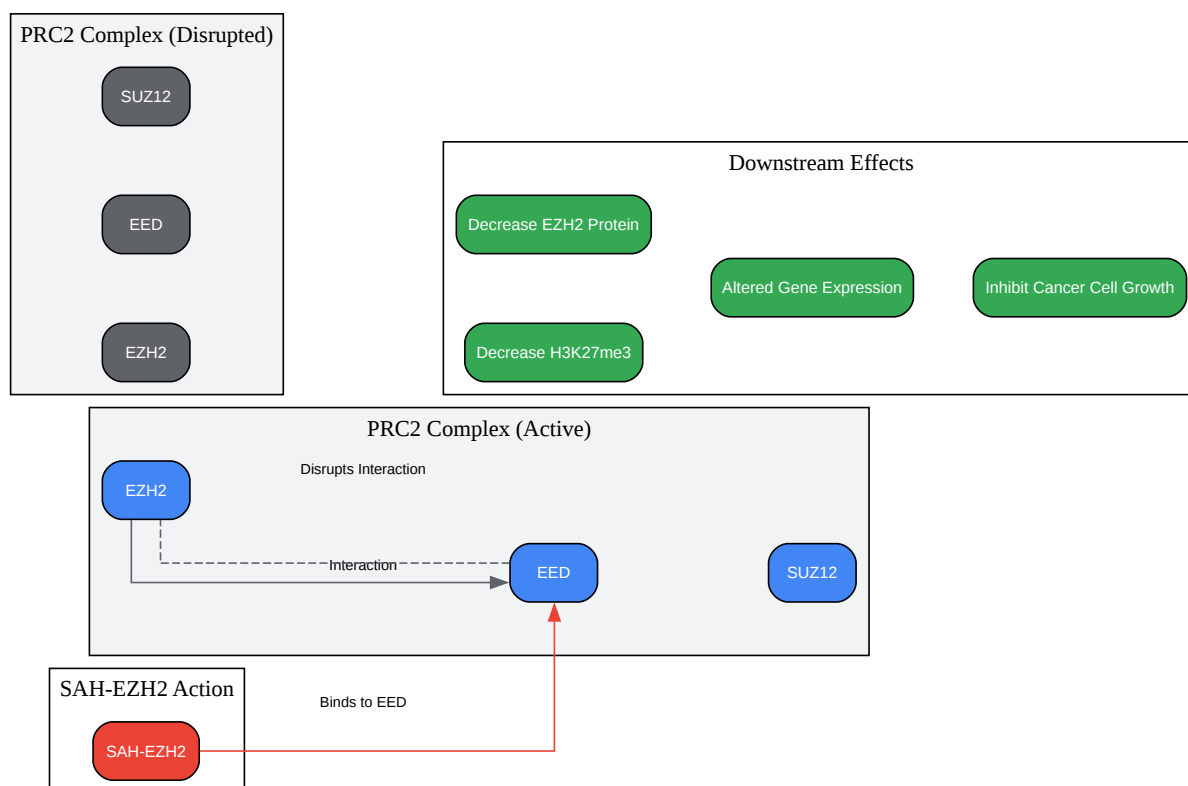 PRC2 Complex (Disrupted)
SUZ12
EED
EZH2
Downstream Effects
Decrease EZH2 Protein
Altered Gene Expression
Inhibit Cancer Cell Growth
Decrease H3K27me3
PRC2 Complex (Active)
Disrupts Interaction
EZH2
Interaction
EED
SUZ12
SAH-EZH2 Action
Binds to EED
SAH-EZH2